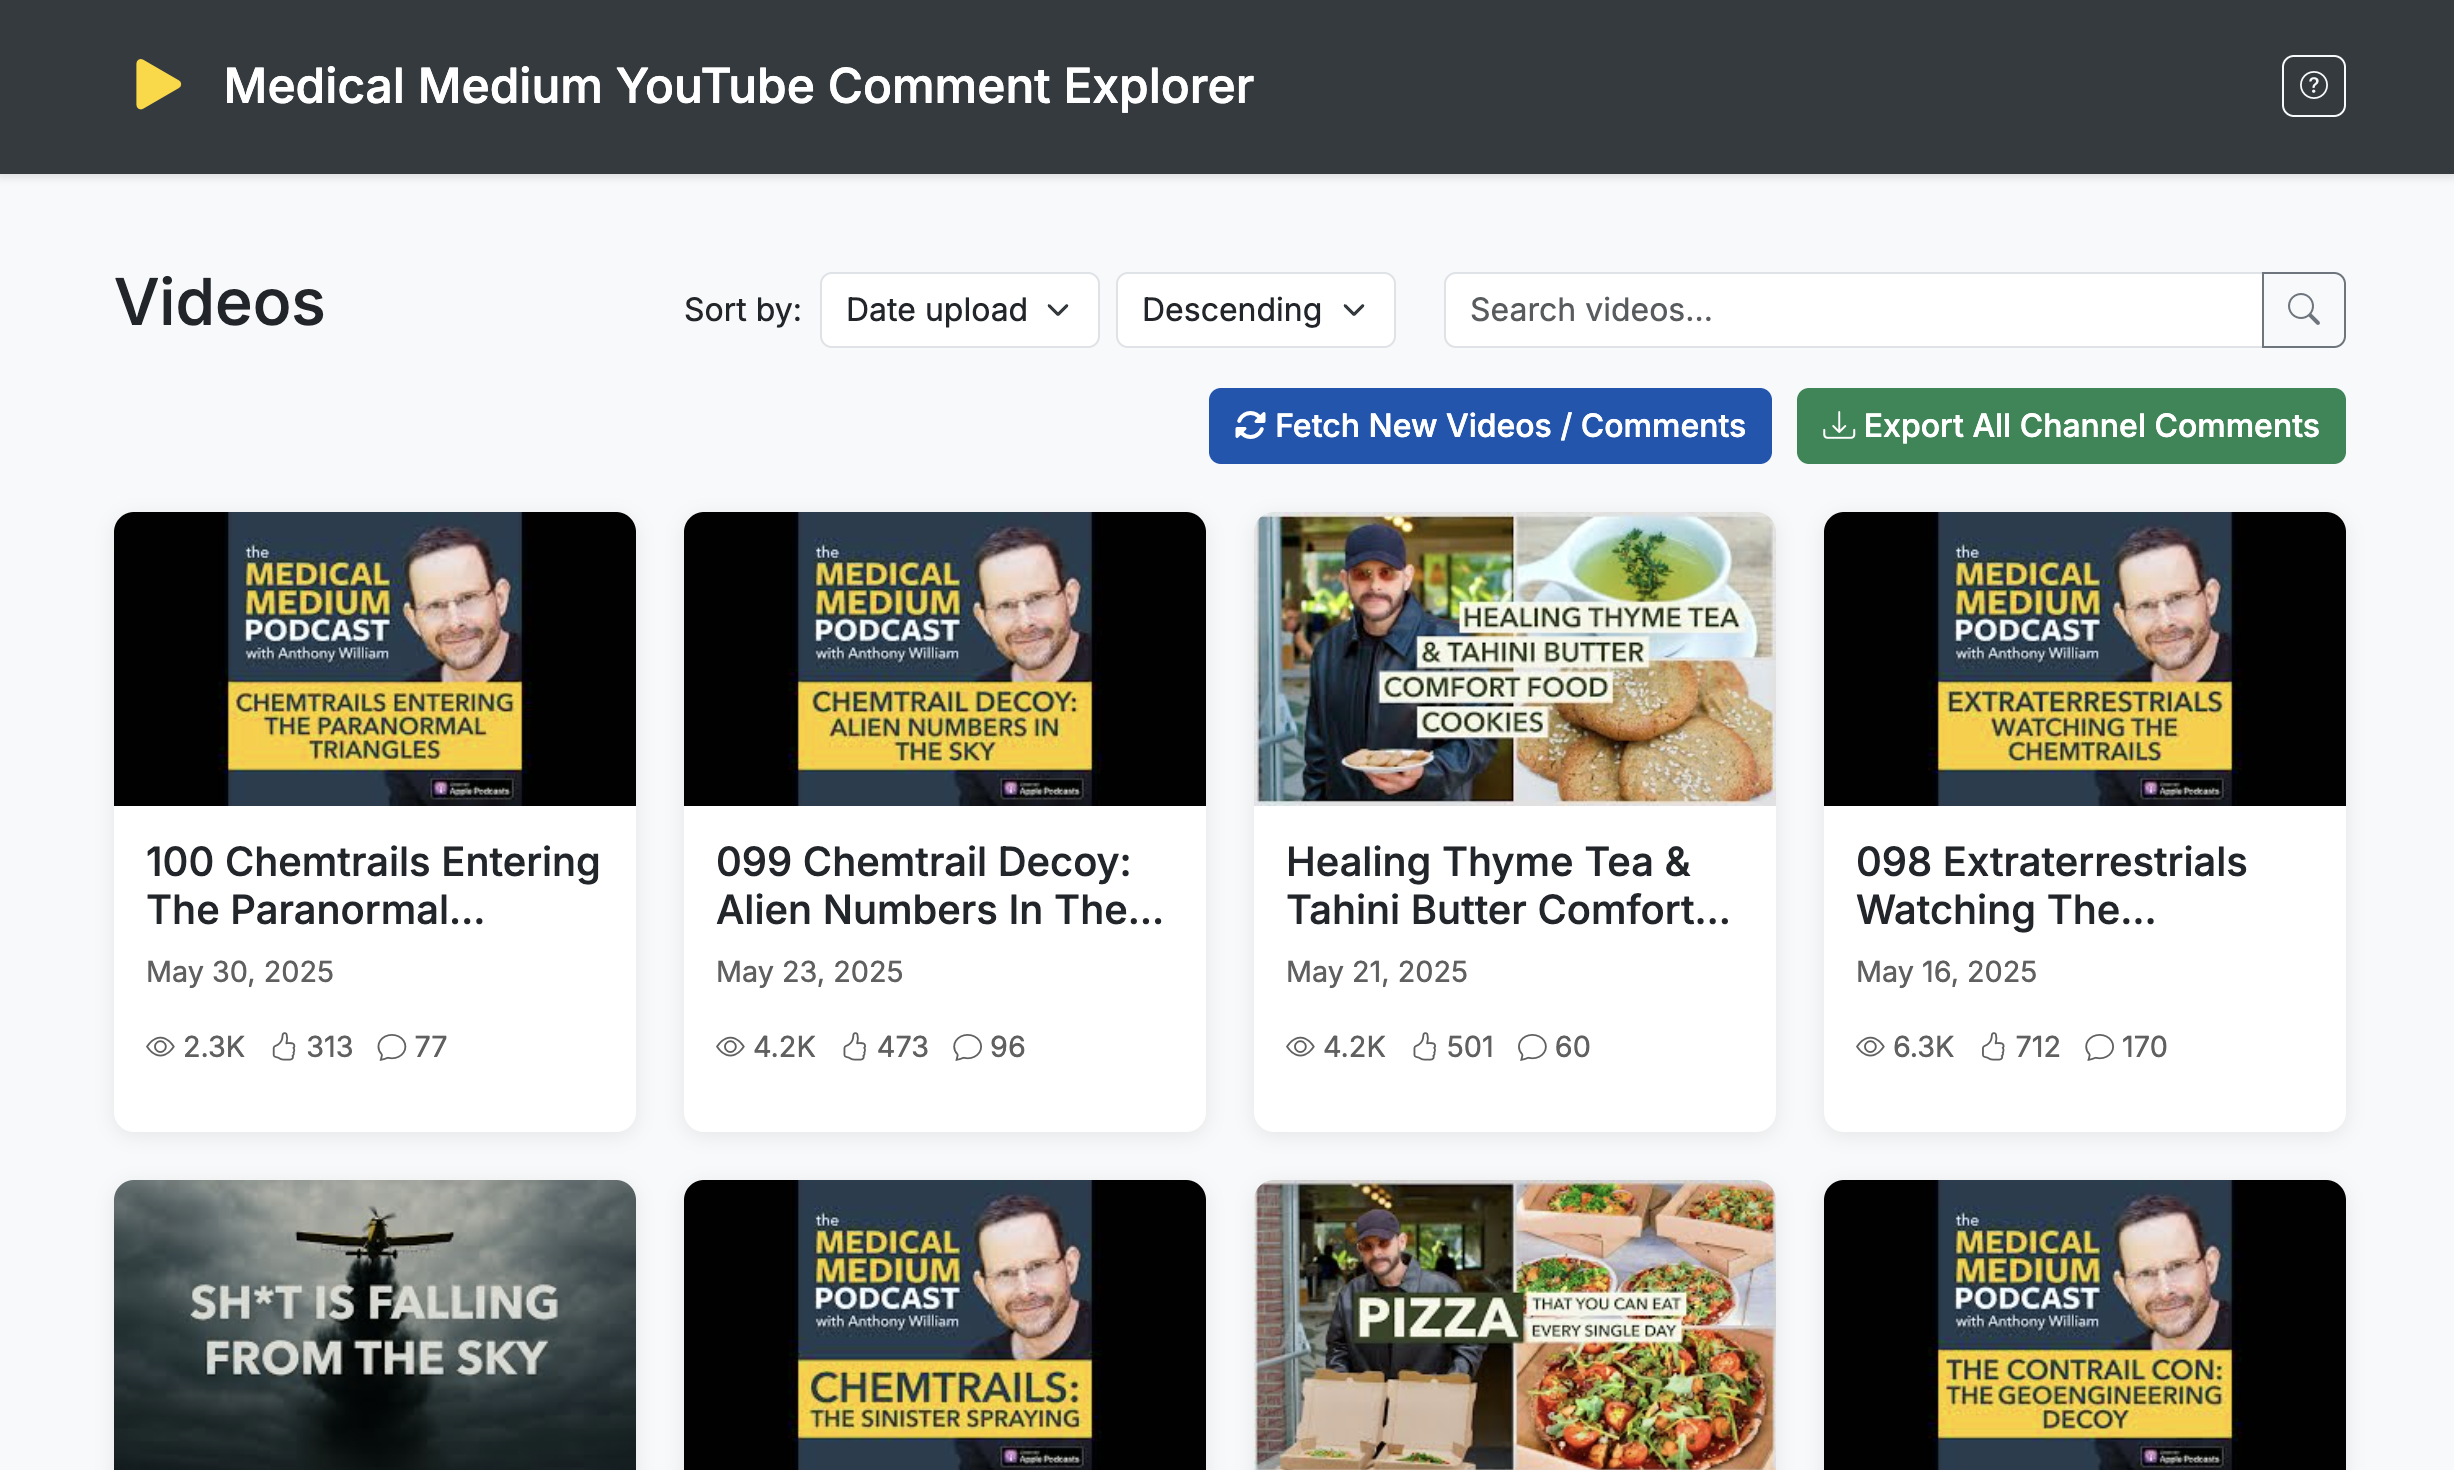 Medical Medium YouTube Comment Explorer
Videos
Sort by:
Date upload
Descending
Search videos...
Fetch New Videos / Comments
Export All Channel Comments
the
MEDICAL
MEDIUM
PODCAST
with Anthony William
CHEMTRAILS ENTERING
THE PARANORMAL
TRIANGLES
Apple Podcasts
100 Chemtrails Entering
The Paranormal...
May 30, 2025
2.3K 313 77
the
MEDICAL
MEDIUM
PODCAST
with Anthony William
CHEMTRAIL DECOY:
ALIEN NUMBERS IN
THE SKY
Apple Podcasts
099 Chemtrail Decoy:
Alien Numbers In The...
May 23, 2025
4.2K 473 96
HEALING THYME TEA
& TAHINI BUTTER
COMFORT FOOD
COOKIES
Healing Thyme Tea &
Tahini Butter Comfort...
May 21, 2025
4.2K 501 60
the
MEDICAL
MEDIUM
PODCAST
with Anthony William
EXTRATERRESTRIALS
WATCHING THE
CHEMTRAILS
Apple Podcasts
098 Extraterrestrials
Watching The...
May 16, 2025
6.3K 712 170
SH*T IS FALLING
FROM THE SKY
the
MEDICAL
MEDIUM
PODCAST
with Anthony William
CHEMTRAILS:
THE SINISTER SPRAYING
Apple Podcasts
PIZZA
THAT YOU CAN EAT
EVERY SINGLE DAY
the
MEDICAL
MEDIUM
PODCAST
with Anthony William
THE CONTRAIL CON:
THE GEOENGINEERING
DECOY
Apple Podcasts